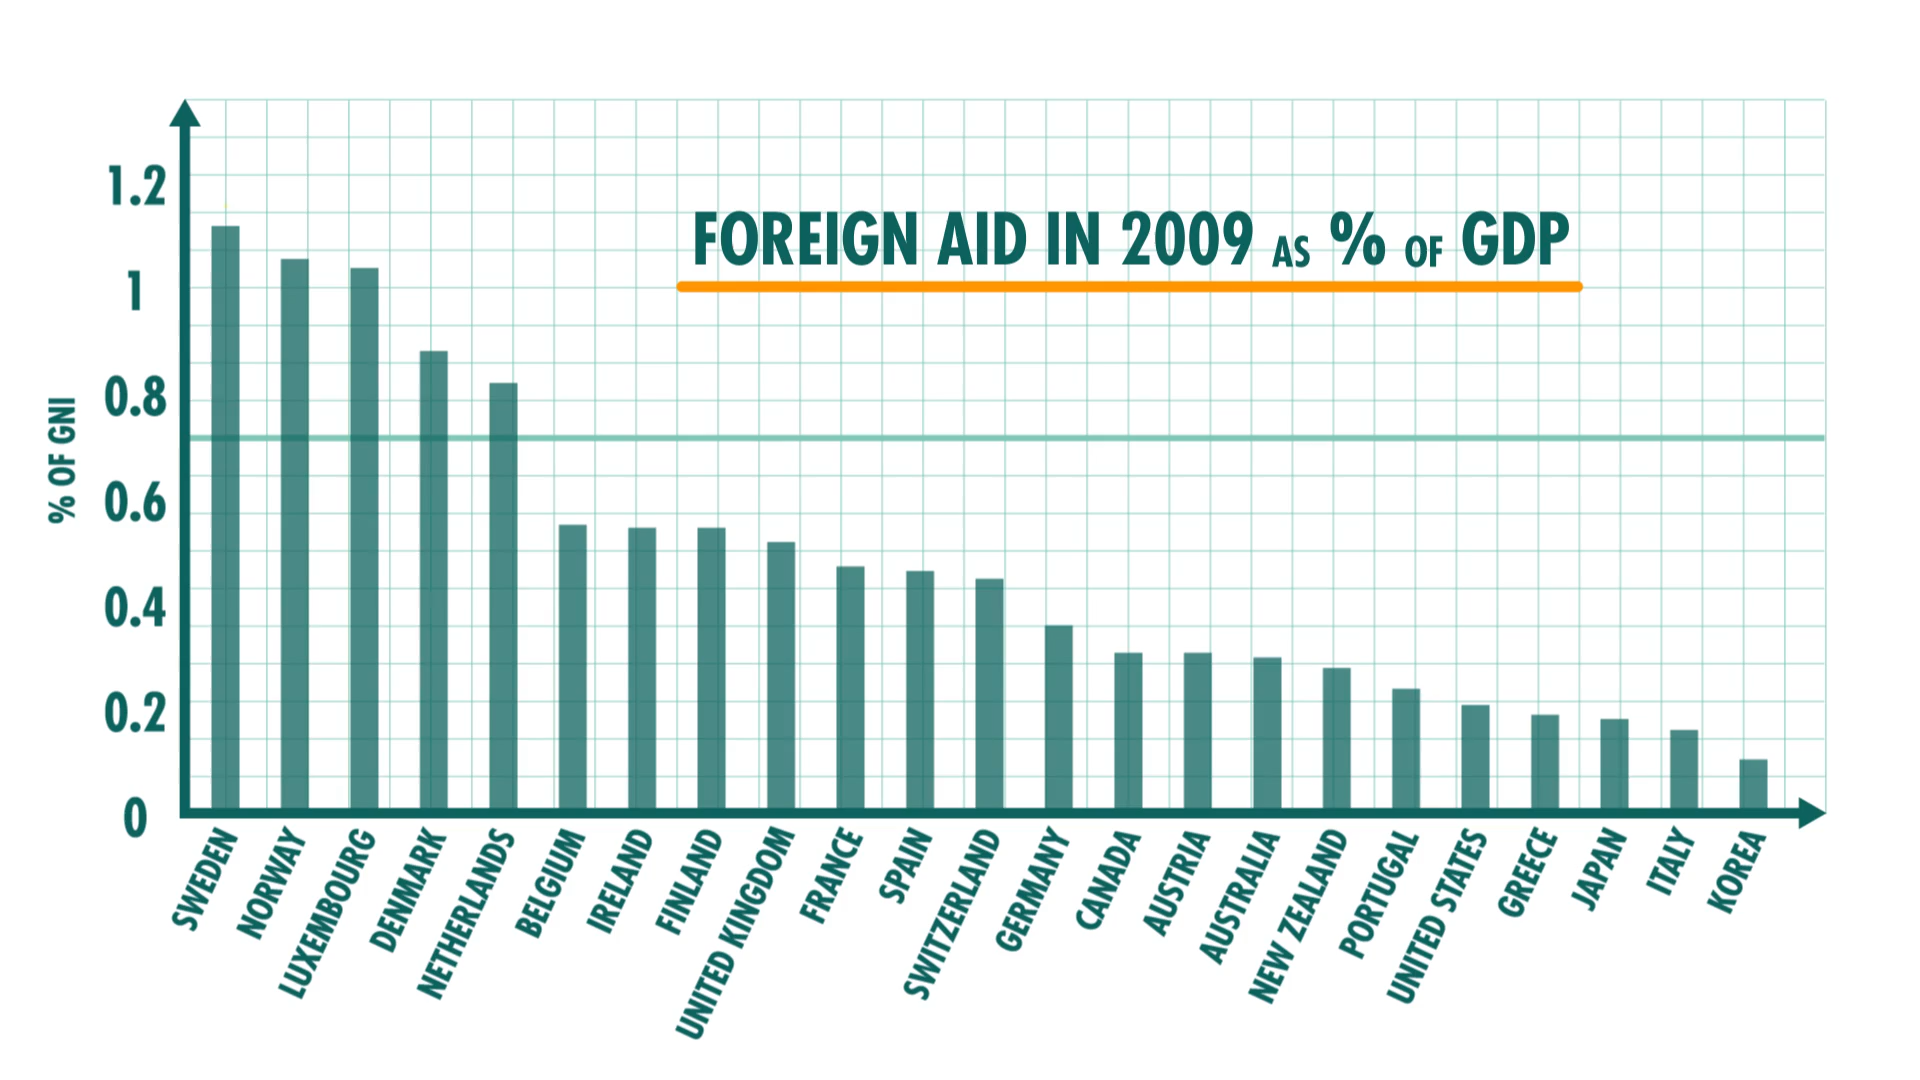 FOREIGN AID IN 2009 AS % OF GDP
% OF GNI
1.2
1
0.8
0.6
0.4
0.2
0
SWEDEN
NORWAY
LUXEMBOURG
DENMARK
NETHERLANDS
BELGIUM
IRELAND
FINLAND
UNITED KINGDOM
FRANCE
SPAIN
SWITZERLAND
GERMANY
CANADA
AUSTRIA
AUSTRALIA
NEW ZEALAND
PORTUGAL
UNITED STATES
GREECE
JAPAN
ITALY
KOREA